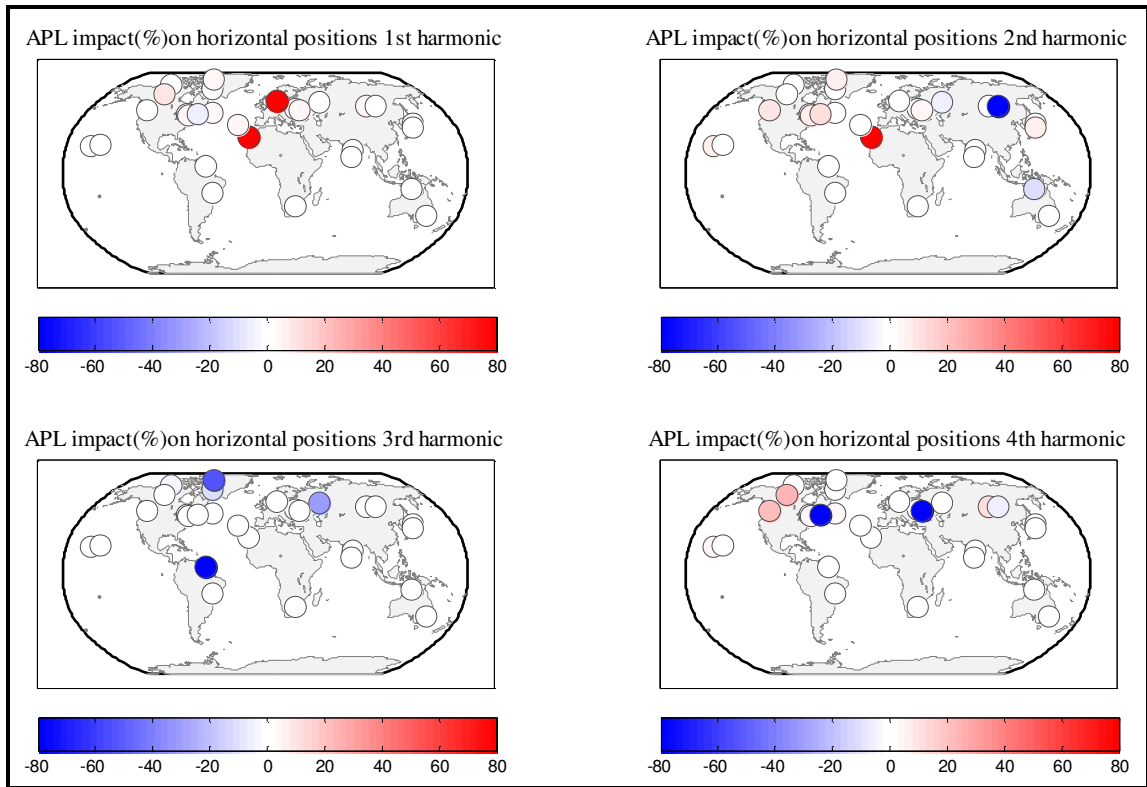 APL impact(%)on horizontal positions 1st harmonic
APL impact(%)on horizontal positions 2nd harmonic
-80 -60 -40 -20 0 20 40 60 80
-80 -60 -40 -20 0 20 40 60 80
APL impact(%)on horizontal positions 3rd harmonic
APL impact(%)on horizontal positions 4th harmonic
-80 -60 -40 -20 0 20 40 60 80
-80 -60 -40 -20 0 20 40 60 80